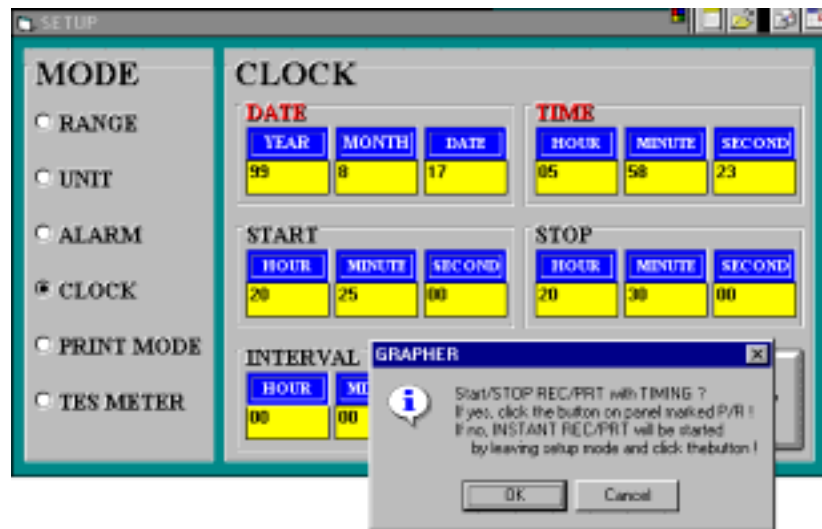 SETUP
MODE
RANGE
UNIT
ALARM
CLOCK
PRINT MODE
TES METER
CLOCK
DATE
YEAR MONTH DATE
99 8 17
TIME
HOUR MINUTE SECOND
05 58 23
START
HOUR MINUTE SECOND
20 25 00
STOP
HOUR MINUTE SECOND
20 30 00
INTERVAL
HOUR
00 00
GRAPHER
Start/STOP REC/PRT with TIMING ?
If yes, click the button on panel marked P/R !
If no, INSTANT REC/PRT will be started
by leaving setup mode and click thebutton !
OK Cancel